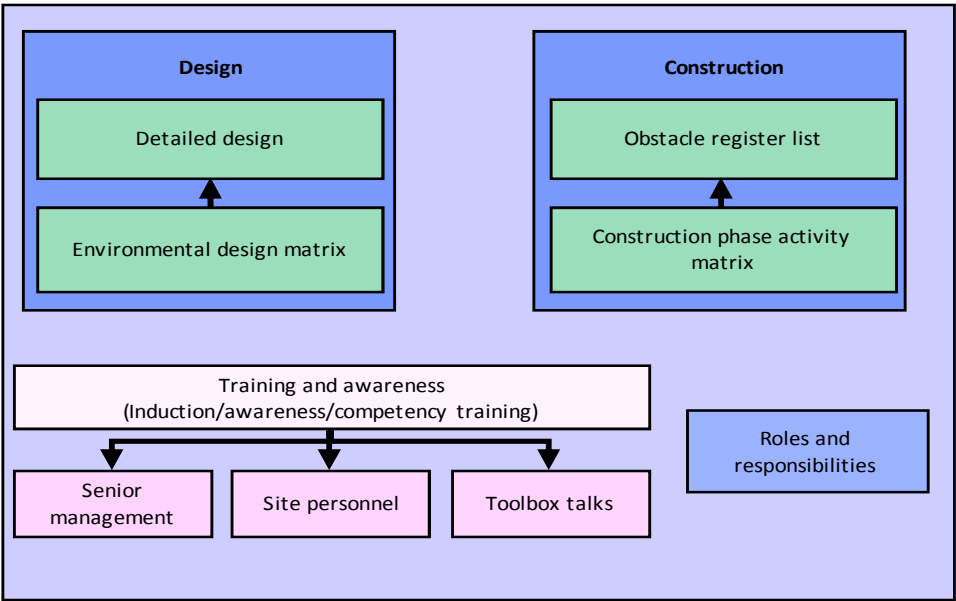 Design
Detailed design
Environmental design matrix
Construction
Obstacle register list
Construction phase activity
matrix
Training and awareness
(Induction/awareness/competency training)
Senior
management
Site personnel
Toolbox talks
Roles and
responsibilities